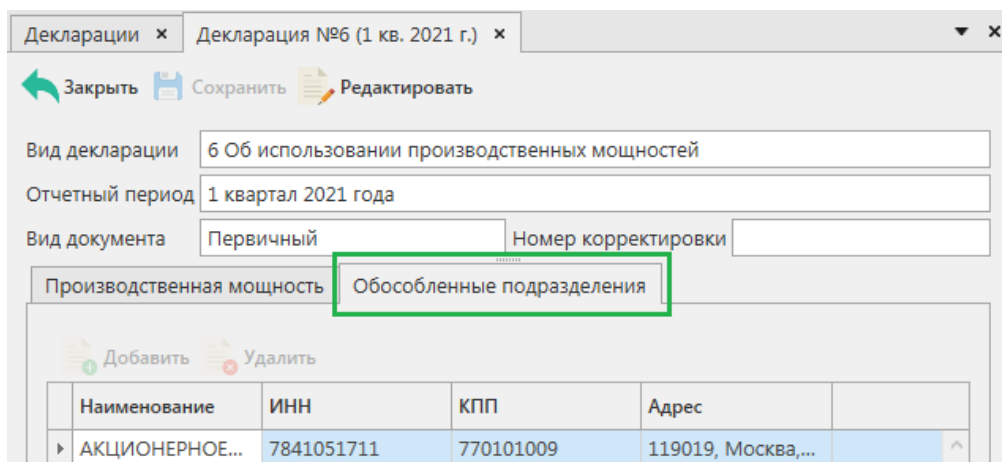 Декларации × Декларация №6 (1 кв. 2021 г.) ×
Закрыть Сохранить Редактировать
Вид декларации 6 Об использовании производственных мощностей
Отчетный период 1 квартал 2021 года
Вид документа Первичный Номер корректировки
Производственная мощность Обособленные подразделения
Добавить Удалить
Наименование ИНН КПП Адрес
АКЦИОНЕРНОЕ... 7841051711 770101009 119019, Москва,...